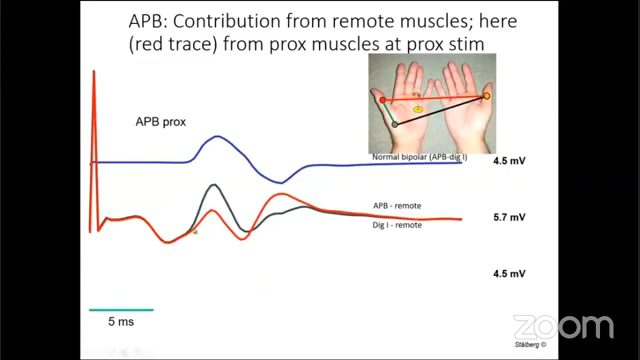 APB: Contribution from remote muscles; here
(red trace) from prox muscles at prox stim
APB prox
Normal bipolar (APB-dig I)
4.5 mV
APB - remote
5.7 mV
Dig I - remote
4.5 mV
5 ms
zoom
Stålberg ©